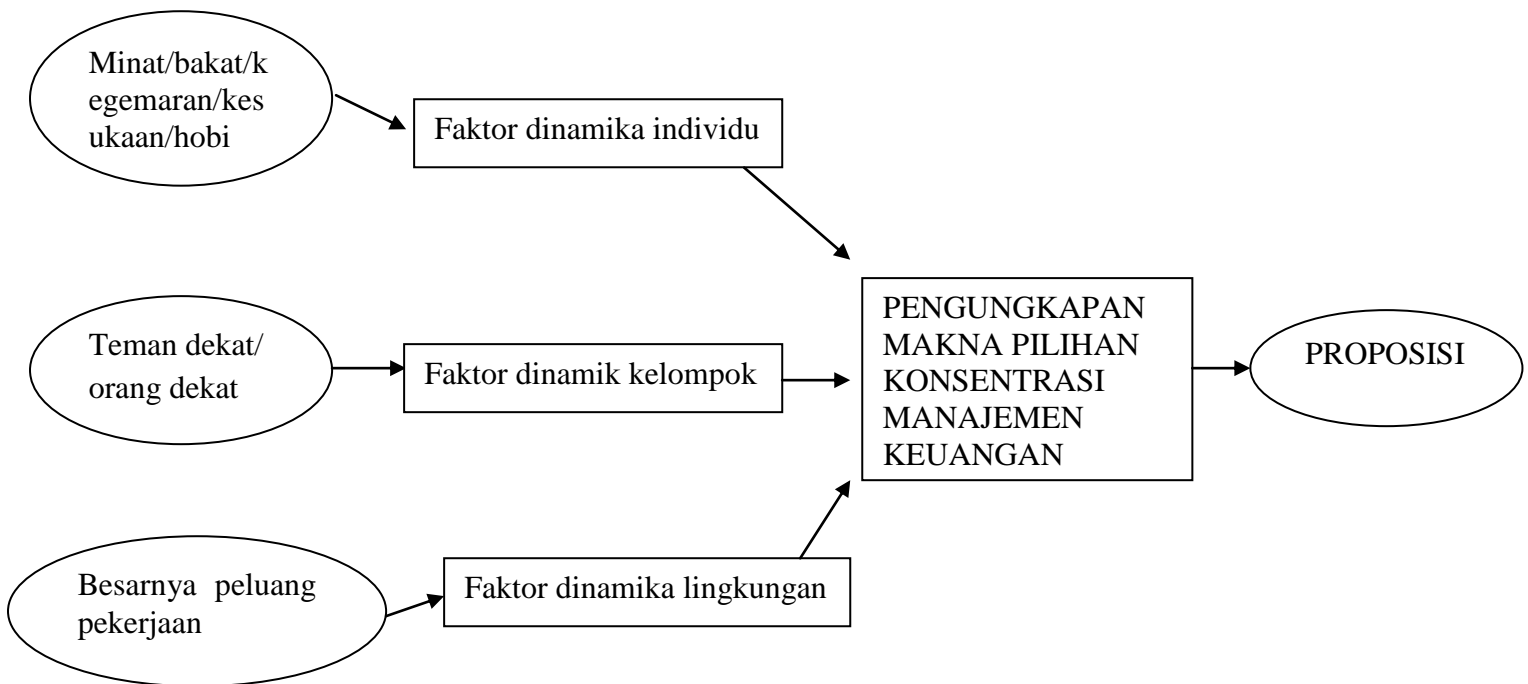 Minat/bakat/k
egemaran/kes
ukaan/hobi
Faktor dinamika individu
Teman dekat/
orang dekat
Faktor dinamik kelompok
PENGUNGKAPAN
MAKNA PILIHAN
KONSENTRASI
MANAJEMEN
KEUANGAN
PROPOSISI
Besarnya peluang
pekerjaan
Faktor dinamika lingkungan